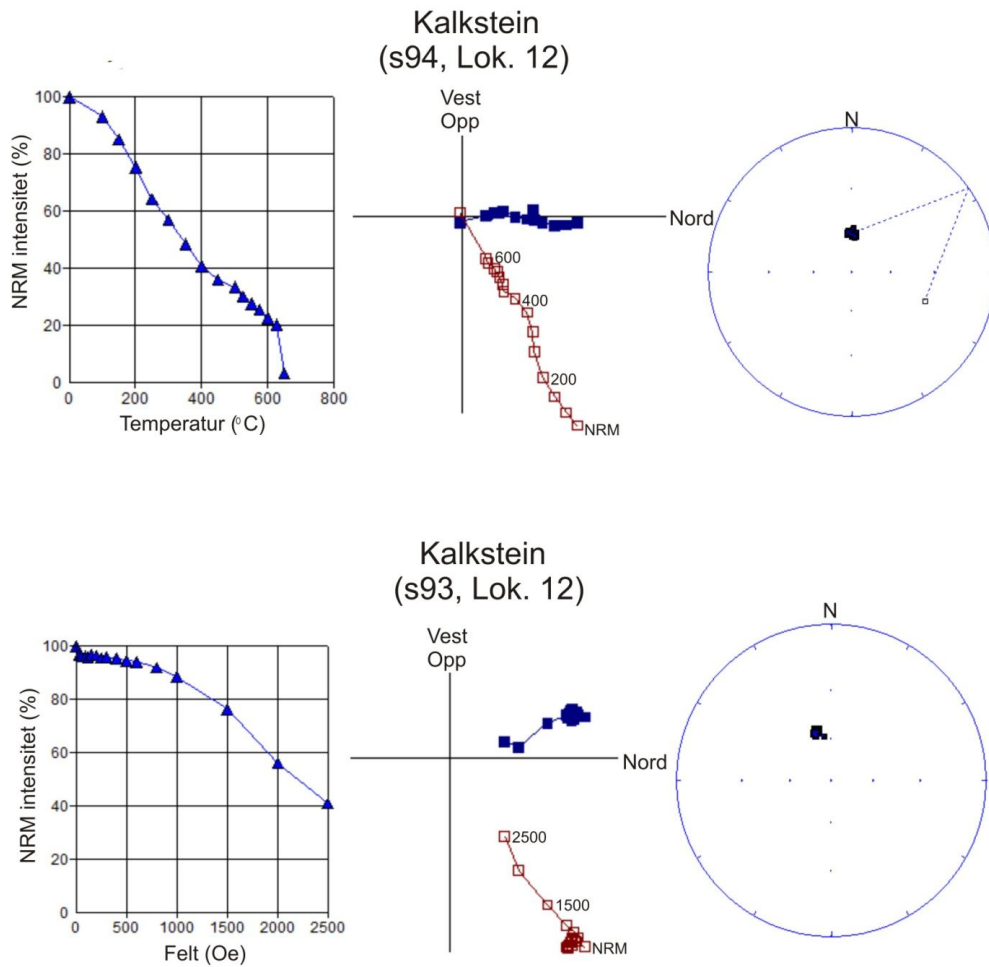 Kalkstein
(s94, Lok. 12)
100
80
60
40
20
0
NRM intensitet (%)
0
200
400
600
800
Temperatur (⁰C)
Vest
Opp
Nord
600
400
200
NRM
N
Kalkstein
(s93, Lok. 12)
100
80
60
40
20
0
NRM intensitet (%)
0
500
1000
1500
2000
2500
Felt (Oe)
Vest
Opp
Nord
2500
1500
NRM
N